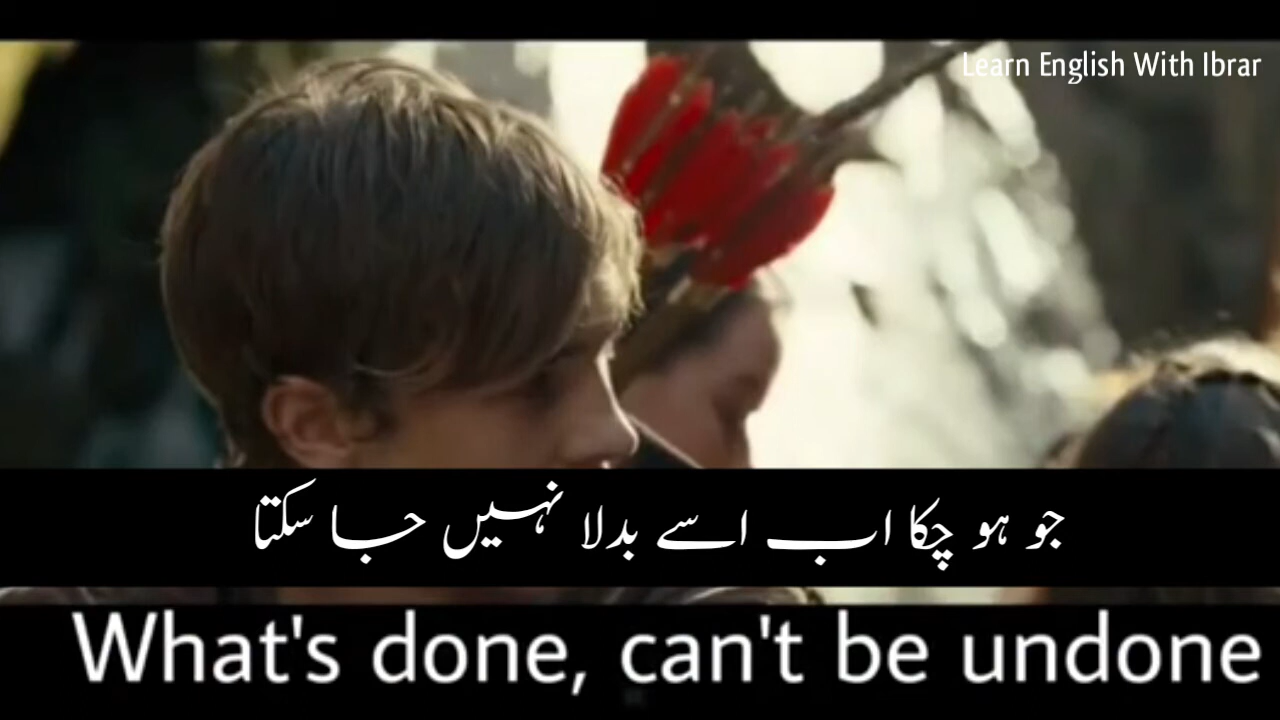 Learn English With Ibrar
جو ہو چکا اب اسے بدلا نہیں جا سکتا
What's done, can't be undone